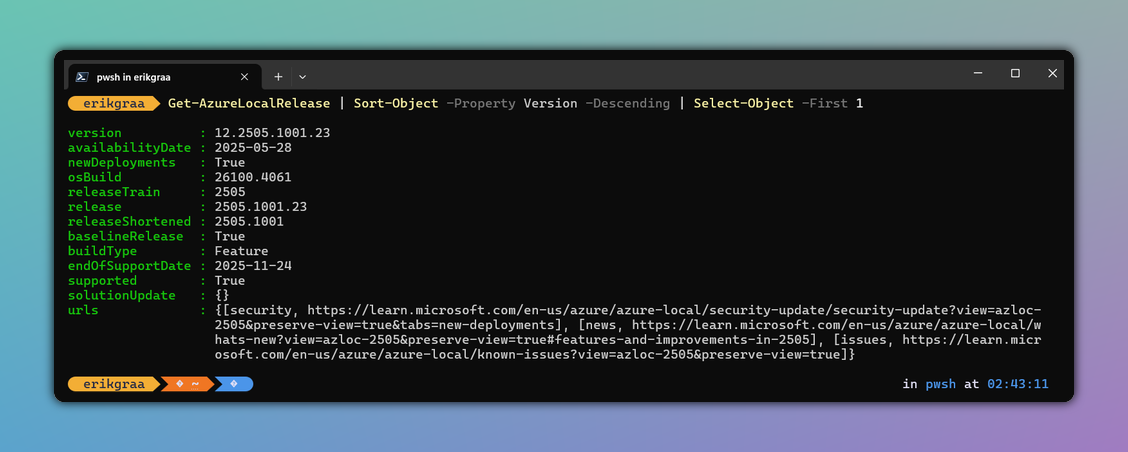 pwsh in erikgraa
erikgraa Get-AzureLocalRelease | Sort-Object -Property Version -Descending | Select-Object -First 1
version : 12.2505.1001.23
availabilityDate : 2025-05-28
newDeployments : True
osBuild : 26100.4061
releaseTrain : 2505
release : 2505.1001.23
releaseShortened : 2505.1001
baselineRelease : True
buildType : Feature
endOfSupportDate : 2025-11-24
supported : True
solutionUpdate : {}
urls : {[security, https://learn.microsoft.com/en-us/azure/azure-local/security-update/security-update?view=azloc-
2505&preserve-view=true&tabs=new-deployments], [news, https://learn.microsoft.com/en-us/azure/azure-local/w
hats-new?view=azloc-2505&preserve-view=true#features-and-improvements-in-2505], [issues, https://learn.micr
osoft.com/en-us/azure/azure-local/known-issues?view=azloc-2505&preserve-view=true]}
erikgraa � ~ � in pwsh at 02:43:11